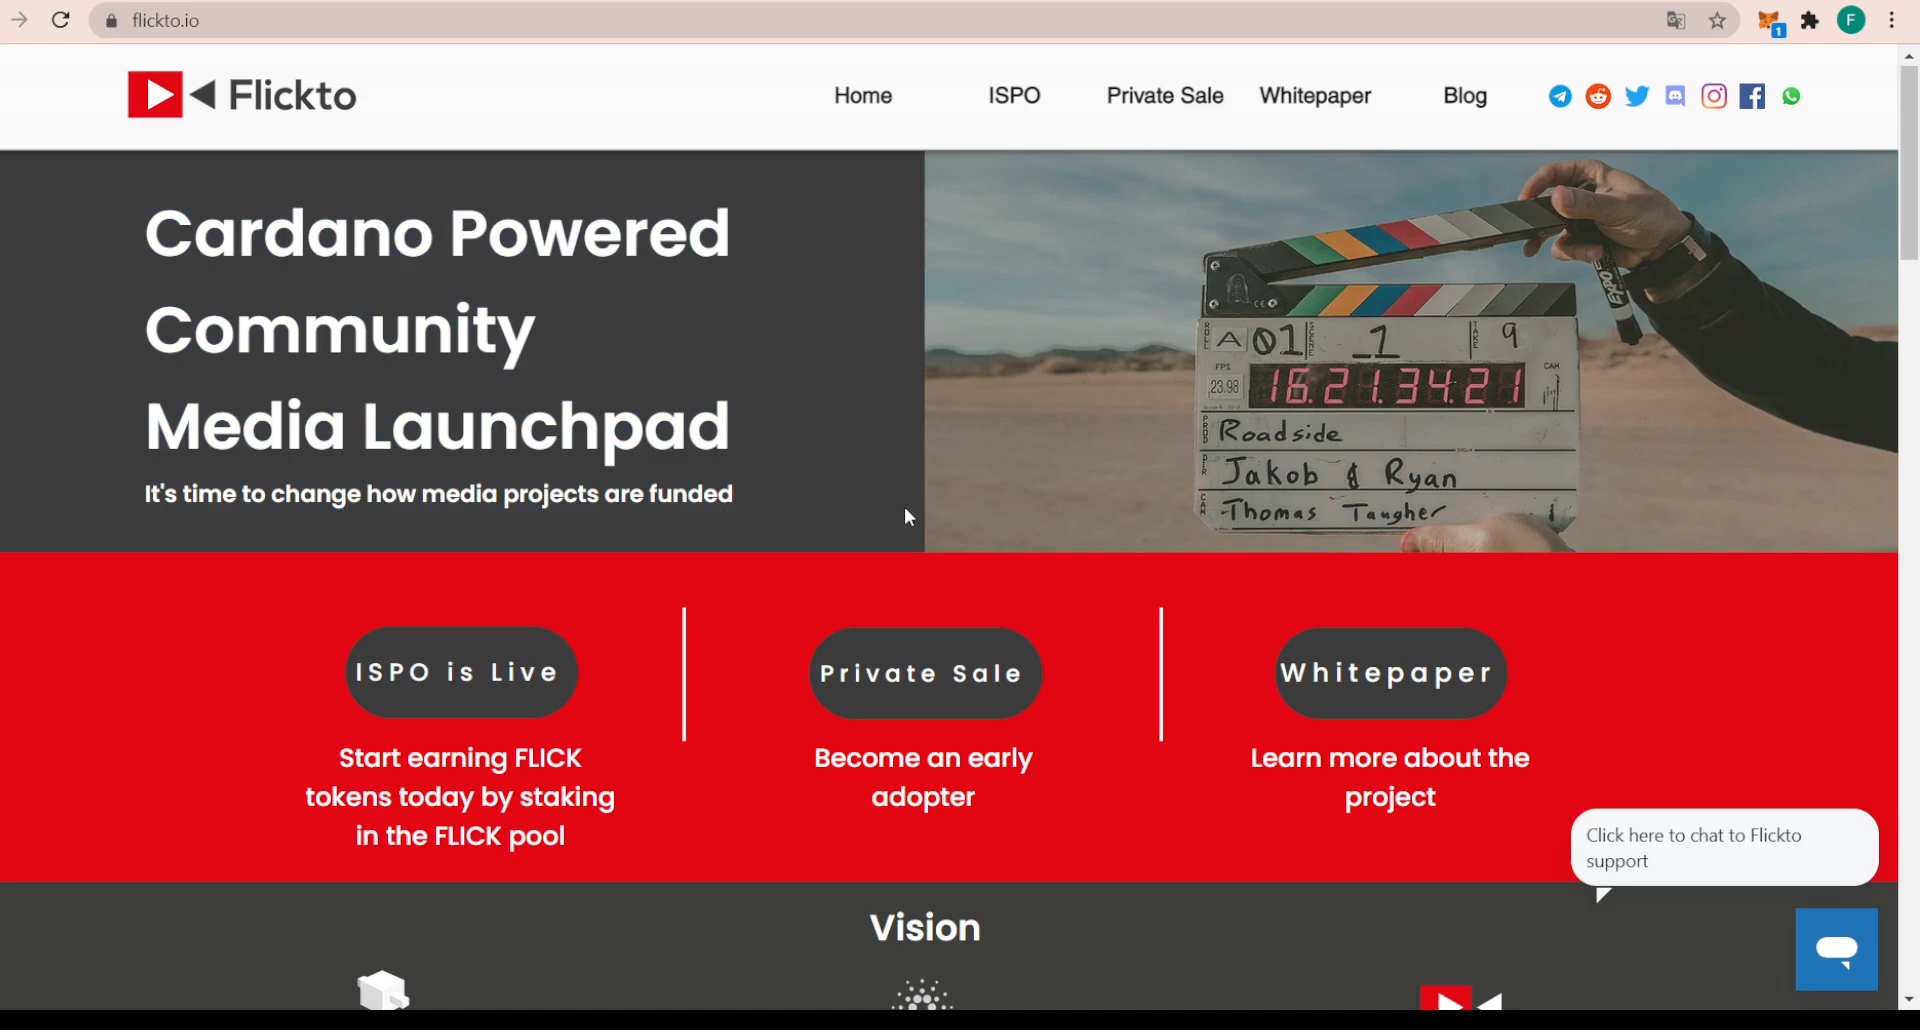 flickto.io
1
F
Flickto
Home
ISPO
Private Sale
Whitepaper
Blog
Cardano Powered
Community
Media Launchpad
It's time to change how media projects are funded
EXPO
A 01
1
9
FPS
CAM
23.98
16.21.34.21
Roadside
Jakob & Ryan
Thomas Taugher
ISPO is Live
Start earning FLICK
tokens today by staking
in the FLICK pool
Private Sale
Become an early
adopter
Whitepaper
Learn more about the
project
Click here to chat to Flickto
support
Vision